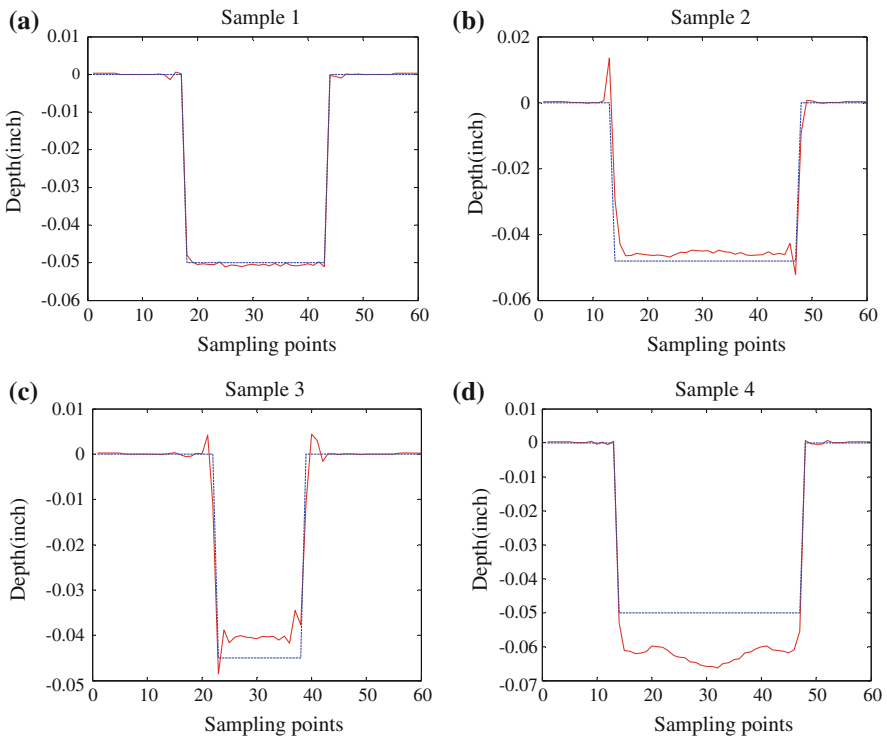 (a)
Sample 1
0.01
0
-0.01
-0.02
-0.03
-0.04
-0.05
-0.06
Depth(inch)
0 10 20 30 40 50 60
Sampling points
(b)
Sample 2
0.02
0
-0.02
-0.04
-0.06
Depth(inch)
0 10 20 30 40 50 60
Sampling points
(c)
Sample 3
0.01
0
-0.01
-0.02
-0.03
-0.04
-0.05
Depth(inch)
0 10 20 30 40 50 60
Sampling points
(d)
Sample 4
0.01
0
-0.01
-0.02
-0.03
-0.04
-0.05
-0.06
-0.07
Depth(inch)
0 10 20 30 40 50 60
Sampling points